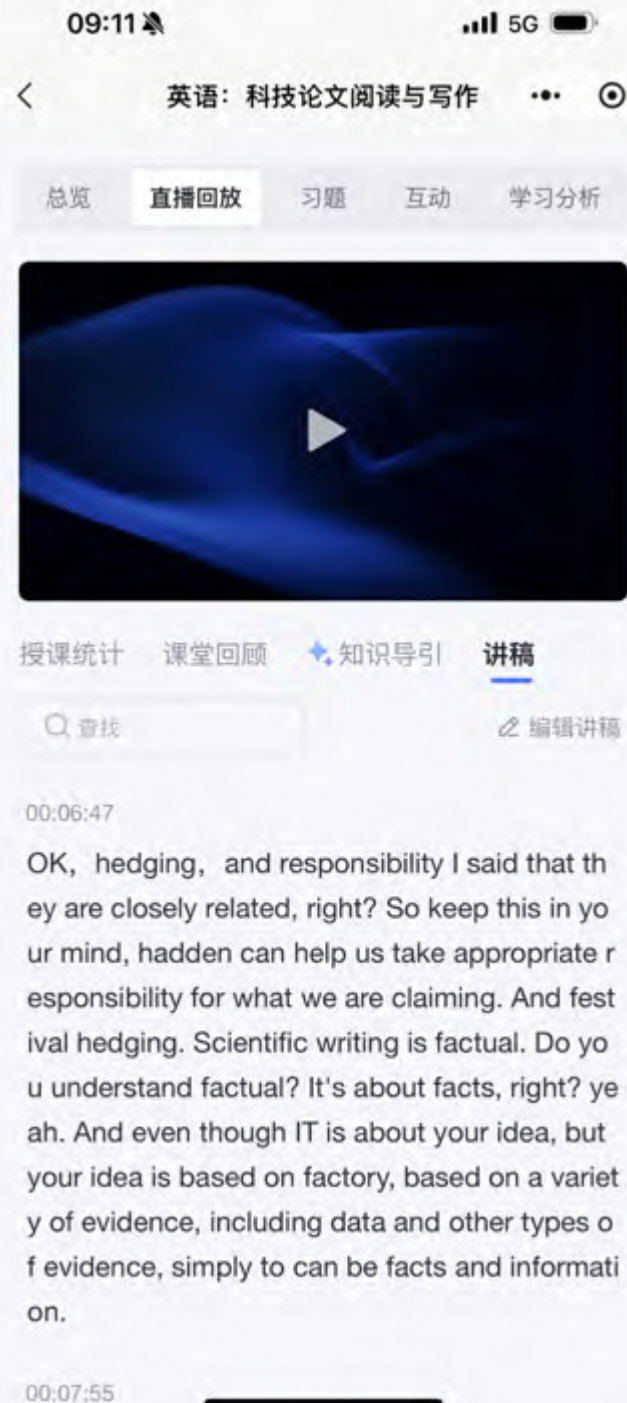 09:11
5G
英语：科技论文阅读与写作
总览 直播回放 习题 互动 学习分析
授课统计 课堂回顾 知识导引 讲稿
查找 编辑讲稿
00:06:47
OK， hedging， and responsibility I said that th
ey are closely related, right? So keep this in yo
ur mind, hadden can help us take appropriate r
esponsibility for what we are claiming. And fest
ival hedging. Scientific writing is factual. Do yo
u understand factual? It's about facts, right? ye
ah. And even though IT is about your idea, but
your idea is based on factory, based on a variet
y of evidence, including data and other types o
f evidence, simply to can be facts and informati
on.
00:07:55